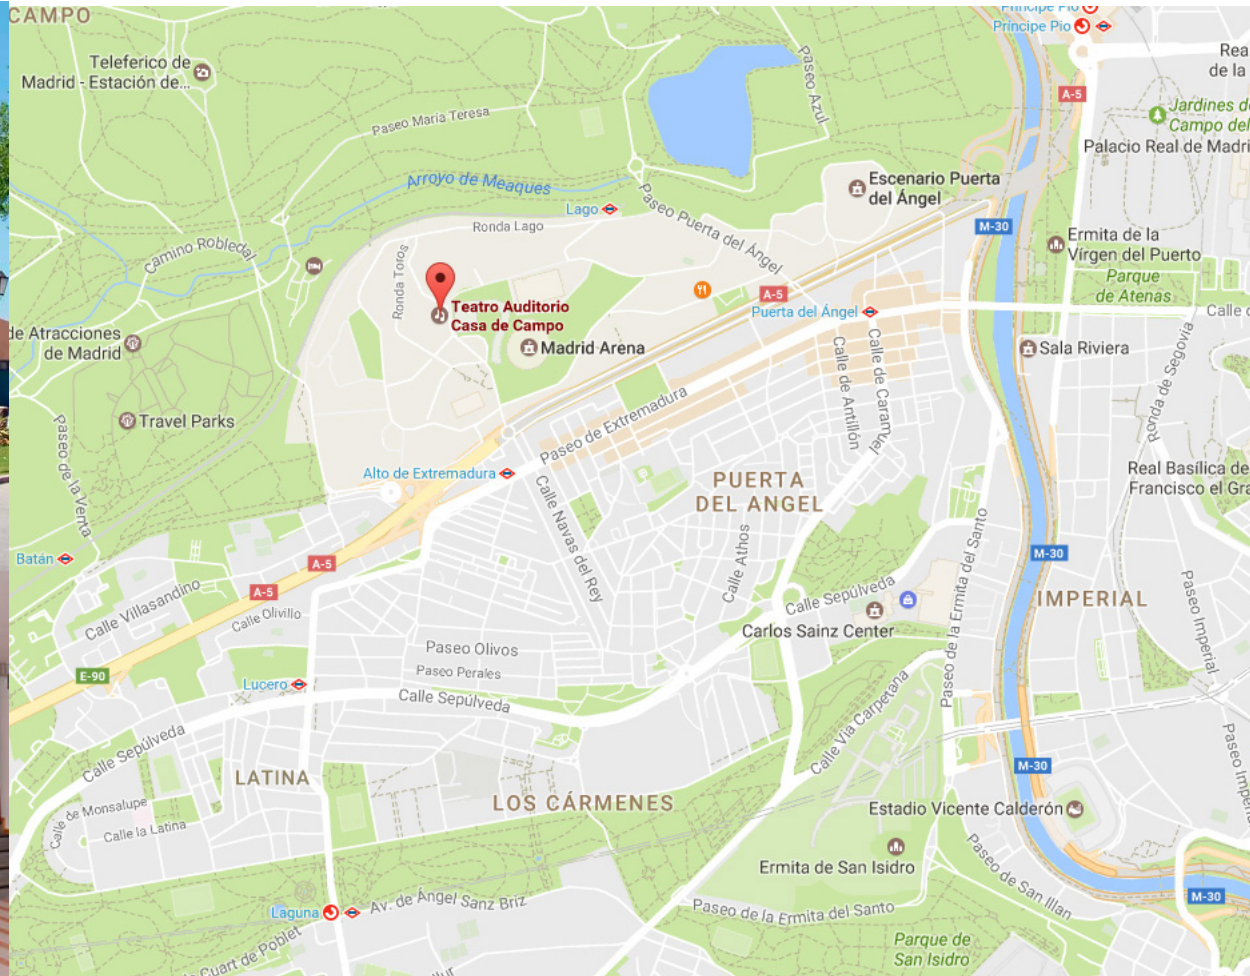 CAMPO
Príncipe Pío
Príncipe Pío
Teleferico de
Madrid - Estación de...
Paseo Azul
A-5
Jardines de
Campo del
Palacio Real de Madri
Paseo María Teresa
Arroyo de Meaques
Escenario Puerta
del Ángel
Lago
Paseo Puerta del Ángel
Ronda Lago
M-30
Ermita de la
Vírgen del Puerto
Camino Robledal
Ronda Toros
Parque
de Atenas
Teatro Auditorio
Casa de Campo
A-5
Puerta del Ángel
Calle
de Atracciones
de Madrid
Madrid Arena
Sala Riviera
Calle de Antillón
Calle de Caramuel
Ronda de Segovia
Travel Parks
Paseo de Extremadura
Paseo de la Venta
Alto de Extremadura
PUERTA
DEL ANGEL
Real Basílica de
Francisco el Gra
Calle Navas del Rey
Calle Athos
Paseo de la Ermita del Santo
Batán
A-5
M-30
A-5
Calle Villasandino
Calle Olivillo
Calle Sepúlveda
IMPERIAL
Paseo Imperial
Carlos Sainz Center
Paseo Olivos
Paseo Perales
E-90
Lucero
Calle Sepúlveda
Calle Vía Carpetana
Calle Sepúlveda
Paseo Imperia
LATINA
M-30
LOS CÁRMENES
Calle de Monsalupe
Calle la Latina
Estadio Vicente Calderón
Ermita de San Isidro
Paseo de San Illan
M-30
Laguna
Av. de Ángel Sanz Briz
Paseo de la Ermita del Santo
Cuart de Poblet
Parque de
San Isidro